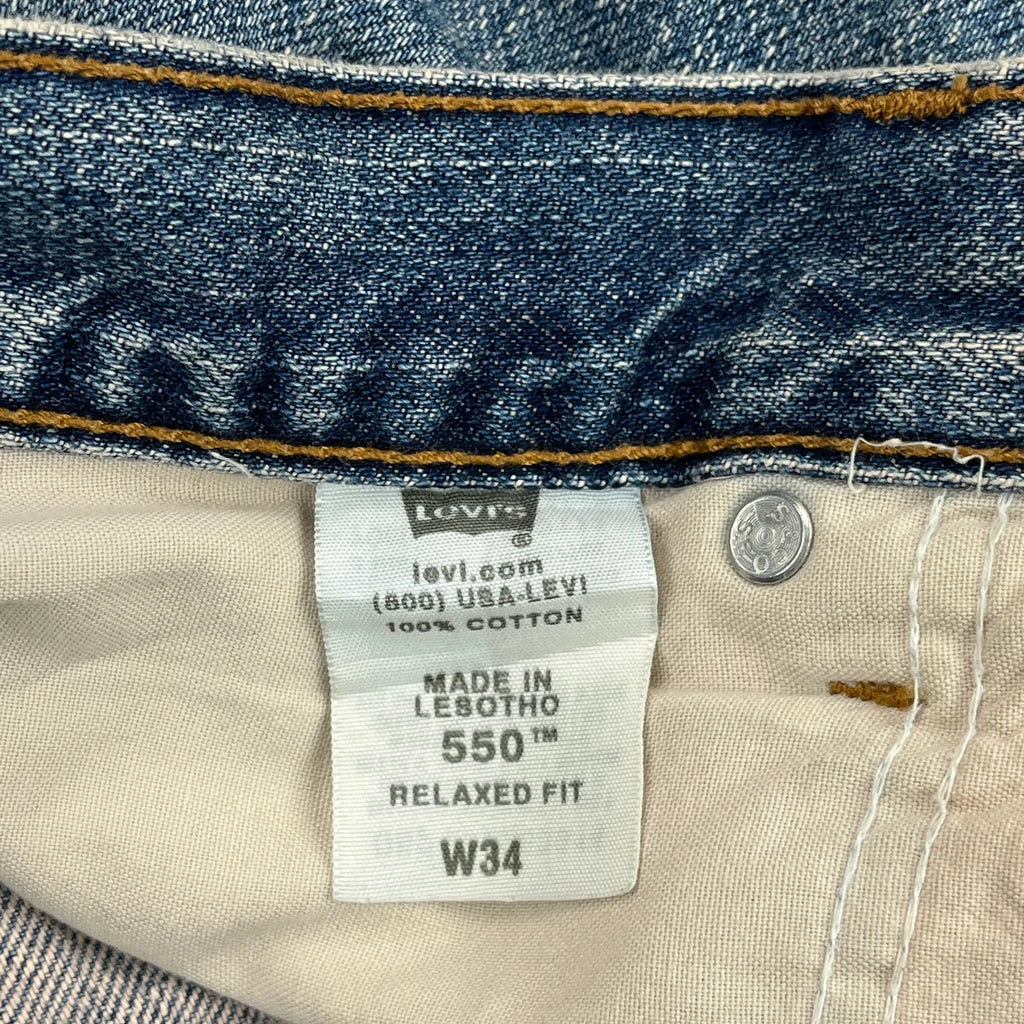 Levi's
®
levi.com
(800) USA-LEVI
100% COTTON
MADE IN
LESOTHO
550™
RELAXED FIT
W34